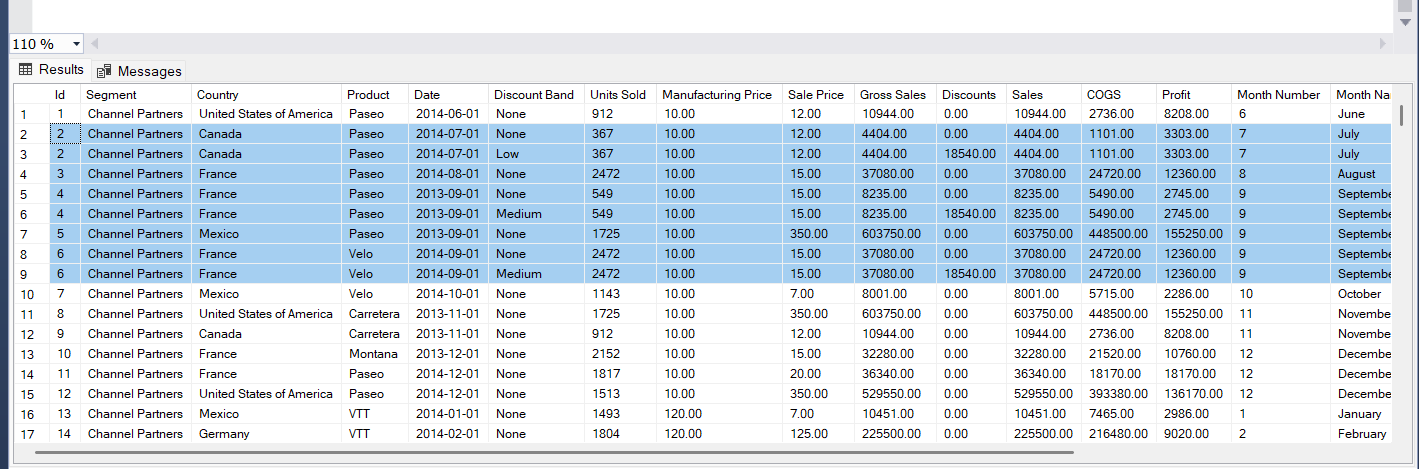 110 %
Results Messages
Id Segment Country Product Date Discount Band Units Sold Manufacturing Price Sale Price Gross Sales Discounts Sales COGS Profit Month Number Month Na
1 1 Channel Partners United States of America Paseo 2014-06-01 None 912 10.00 12.00 10944.00 0.00 10944.00 2736.00 8208.00 6 June
2 2 Channel Partners Canada Paseo 2014-07-01 None 367 10.00 12.00 4404.00 0.00 4404.00 1101.00 3303.00 7 July
3 2 Channel Partners Canada Paseo 2014-07-01 Low 367 10.00 12.00 4404.00 18540.00 4404.00 1101.00 3303.00 7 July
4 3 Channel Partners France Paseo 2014-08-01 None 2472 10.00 15.00 37080.00 0.00 37080.00 24720.00 12360.00 8 August
5 4 Channel Partners France Paseo 2013-09-01 None 549 10.00 15.00 8235.00 0.00 8235.00 5490.00 2745.00 9 Septembe
6 4 Channel Partners France Paseo 2013-09-01 Medium 549 10.00 15.00 8235.00 18540.00 8235.00 5490.00 2745.00 9 Septembe
7 5 Channel Partners Mexico Paseo 2013-09-01 None 1725 10.00 350.00 603750.00 0.00 603750.00 448500.00 155250.00 9 Septembe
8 6 Channel Partners France Velo 2014-09-01 None 2472 10.00 15.00 37080.00 0.00 37080.00 24720.00 12360.00 9 Septembe
9 6 Channel Partners France Velo 2014-09-01 Medium 2472 10.00 15.00 37080.00 18540.00 37080.00 24720.00 12360.00 9 Septembe
10 7 Channel Partners Mexico Velo 2014-10-01 None 1143 10.00 7.00 8001.00 0.00 8001.00 5715.00 2286.00 10 October
11 8 Channel Partners United States of America Carretera 2013-11-01 None 1725 10.00 350.00 603750.00 0.00 603750.00 448500.00 155250.00 11 Novembe
12 9 Channel Partners Canada Carretera 2013-11-01 None 912 10.00 12.00 10944.00 0.00 10944.00 2736.00 8208.00 11 Novembe
13 10 Channel Partners France Montana 2013-12-01 None 2152 10.00 15.00 32280.00 0.00 32280.00 21520.00 10760.00 12 Decembe
14 11 Channel Partners France Paseo 2014-12-01 None 1817 10.00 20.00 36340.00 0.00 36340.00 18170.00 18170.00 12 Decembe
15 12 Channel Partners United States of America Paseo 2014-12-01 None 1513 10.00 350.00 529550.00 0.00 529550.00 393380.00 136170.00 12 Decembe
16 13 Channel Partners Mexico VTT 2014-01-01 None 1493 120.00 7.00 10451.00 0.00 10451.00 7465.00 2986.00 1 January
17 14 Channel Partners Germany VTT 2014-02-01 None 1804 120.00 125.00 225500.00 0.00 225500.00 216480.00 9020.00 2 February